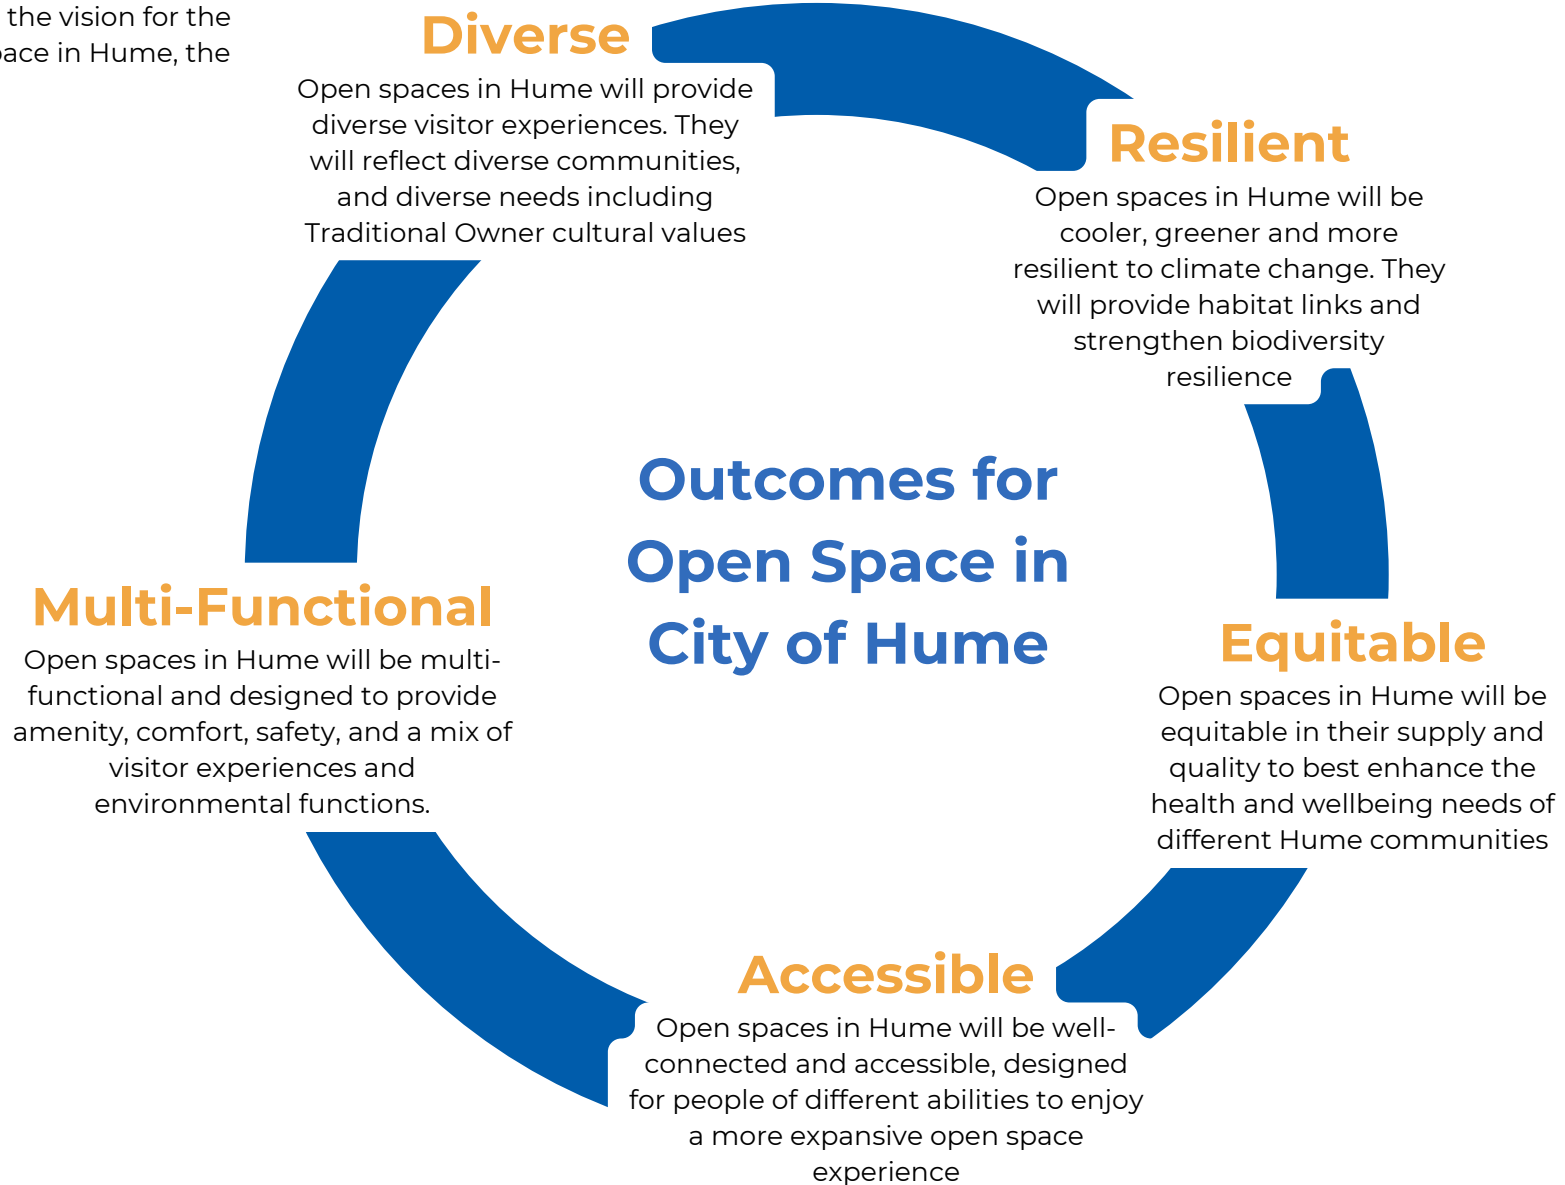 the vision for the
pace in Hume, the
Diverse
Open spaces in Hume will provide
diverse visitor experiences. They
will reflect diverse communities,
and diverse needs including
Traditional Owner cultural values
Resilient
Open spaces in Hume will be
cooler, greener and more
resilient to climate change. They
will provide habitat links and
strengthen biodiversity
resilience
Outcomes for
Open Space in
City of Hume
Multi-Functional
Open spaces in Hume will be multi-
functional and designed to provide
amenity, comfort, safety, and a mix of
visitor experiences and
environmental functions.
Equitable
Open spaces in Hume will be
equitable in their supply and
quality to best enhance the
health and wellbeing needs of
different Hume communities
Accessible
Open spaces in Hume will be well-
connected and accessible, designed
for people of different abilities to enjoy
a more expansive open space
experience